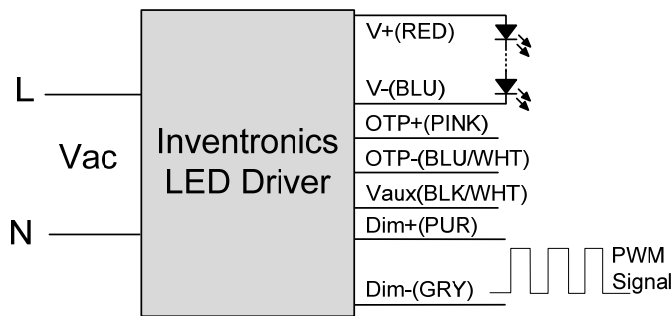 V+(RED)
L
V-(BLU)
OTP+(PINK)
Inventronics
LED Driver
Vac
OTP-(BLU/WHT)
Vaux(BLK/WHT)
N
Dim+(PUR)
PWM
Signal
Dim-(GRY)